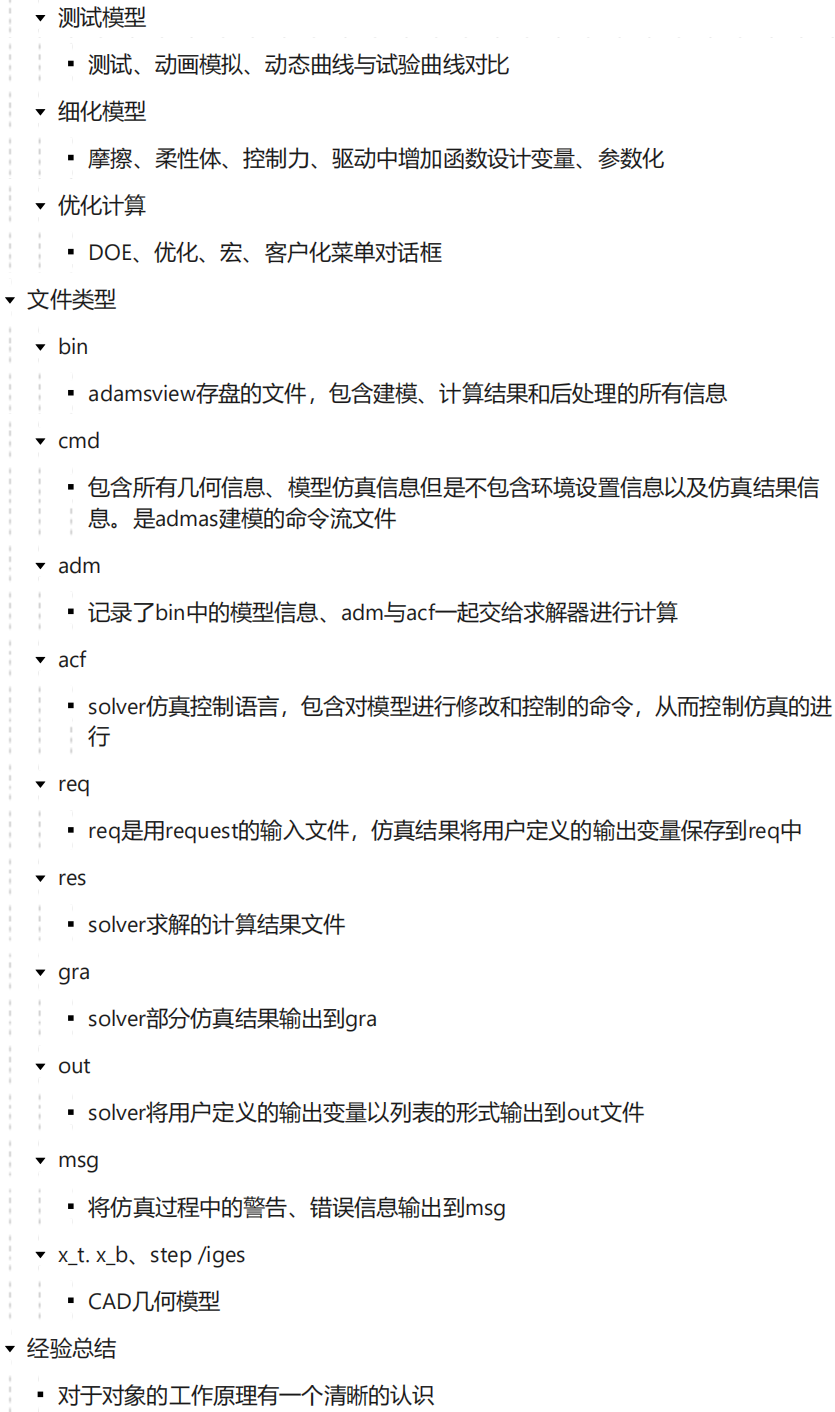 测试模型
测试、动画模拟、动态曲线与试验曲线对比
细化模型
摩擦、柔性体、控制力、驱动中增加函数设计变量、参数化
优化计算
DOE、优化、宏、客户化菜单对话框
文件类型
bin
adamsview存盘的文件，包含建模、计算结果和后处理的所有信息
cmd
包含所有几何信息、模型仿真信息但是不包含环境设置信息以及仿真结果信
息。是admas建模的命令流文件
adm
记录了bin中的模型信息、adm与acf一起交给求解器进行计算
acf
solver仿真控制语言，包含对模型进行修改和控制的命令，从而控制仿真的进
行
req
req是用request的输入文件，仿真结果将用户定义的输出变量保存到req中
res
solver求解的计算结果文件
gra
solver部分仿真结果输出到gra
out
solver将用户定义的输出变量以列表的形式输出到out文件
msg
将仿真过程中的警告、错误信息输出到msg
x_t. x_b、step /iges
CAD几何模型
经验总结
对于对象的工作原理有一个清晰的认识